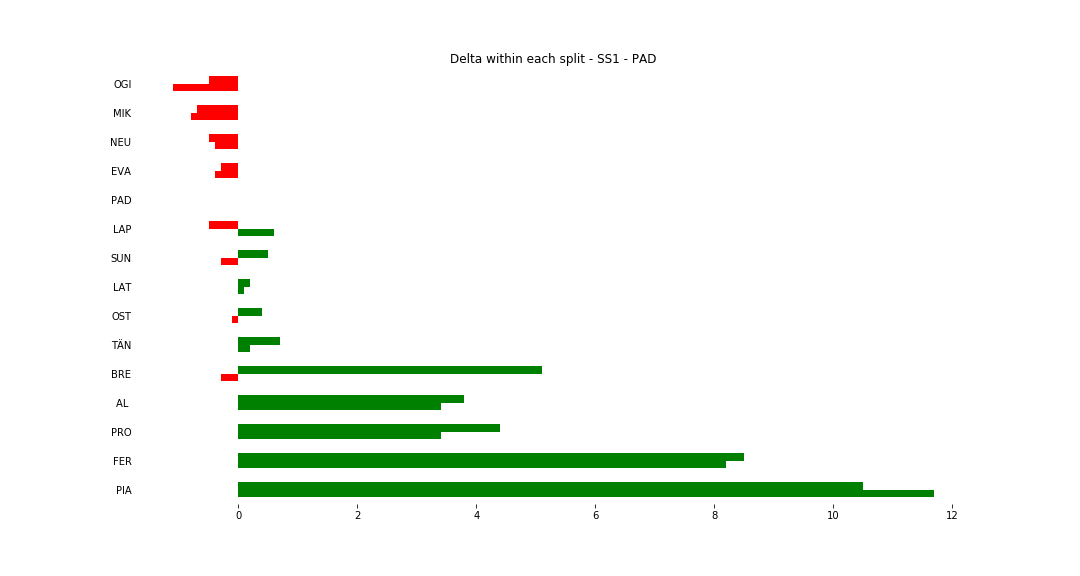 Delta within each split - SS1 - PAD
OGI
MIK
NEU
EVA
PAD
LAP
SUN
LAT
OST
TÄN
BRE
AL
PRO
FER
PIA
0 2 4 6 8 10 12